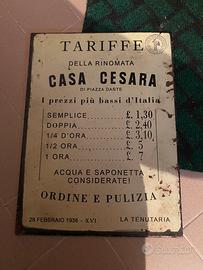 TARIFFE
DELLA RINOMATA
CASA CESARA
DI PIAZZA DANTE
I prezzi più bassi d'Italia
SEMPLICE £. 1,30
DOPPIA £. 2,40
1/4 D'ORA £. 3,10
1/2 ORA £. 5
1 ORA £. 7
ACQUA E SAPONETTA
CONSIDERATE!
ORDINE E PULIZIA
28 FEBBRAIO 1938 - XVI. LA TENUTARIA
subito